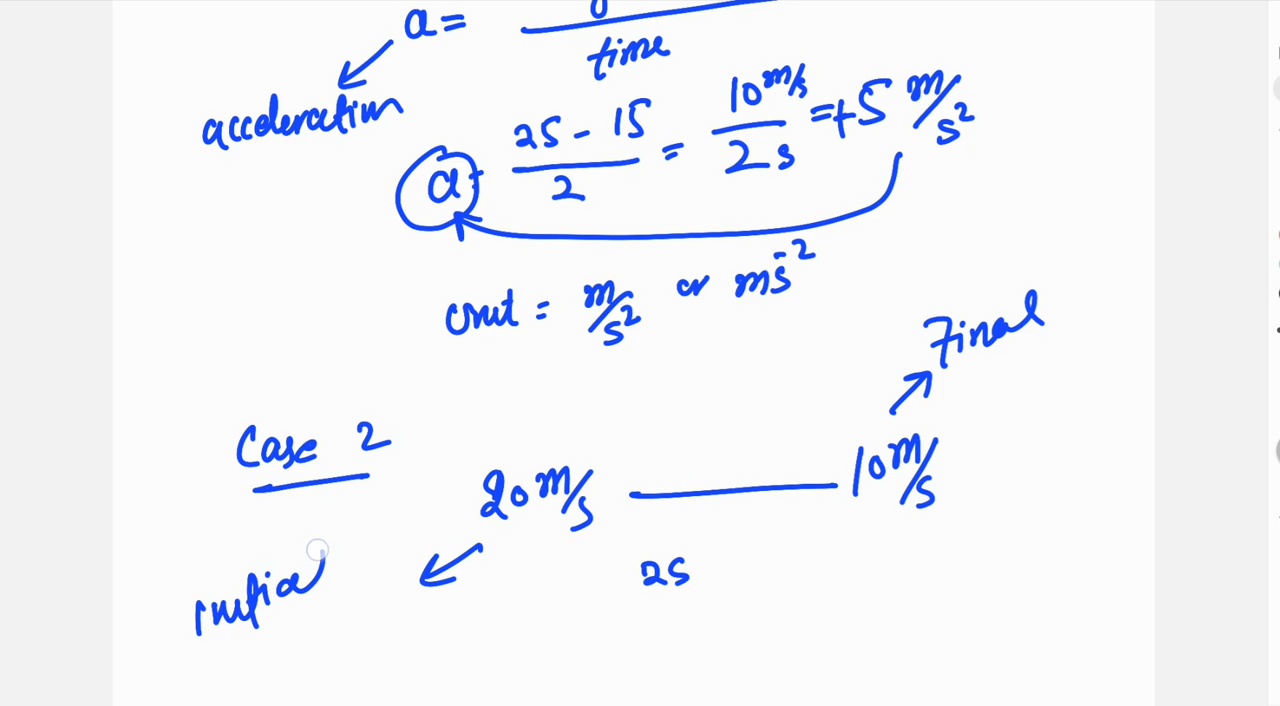 a =
time
acceleration
a = 25 - 15 / 2 = 10 m/s / 2 s = +5 m/s²
unit = m/s² or ms⁻²
Final
Case 2
20 m/s 10 m/s
2s
initial